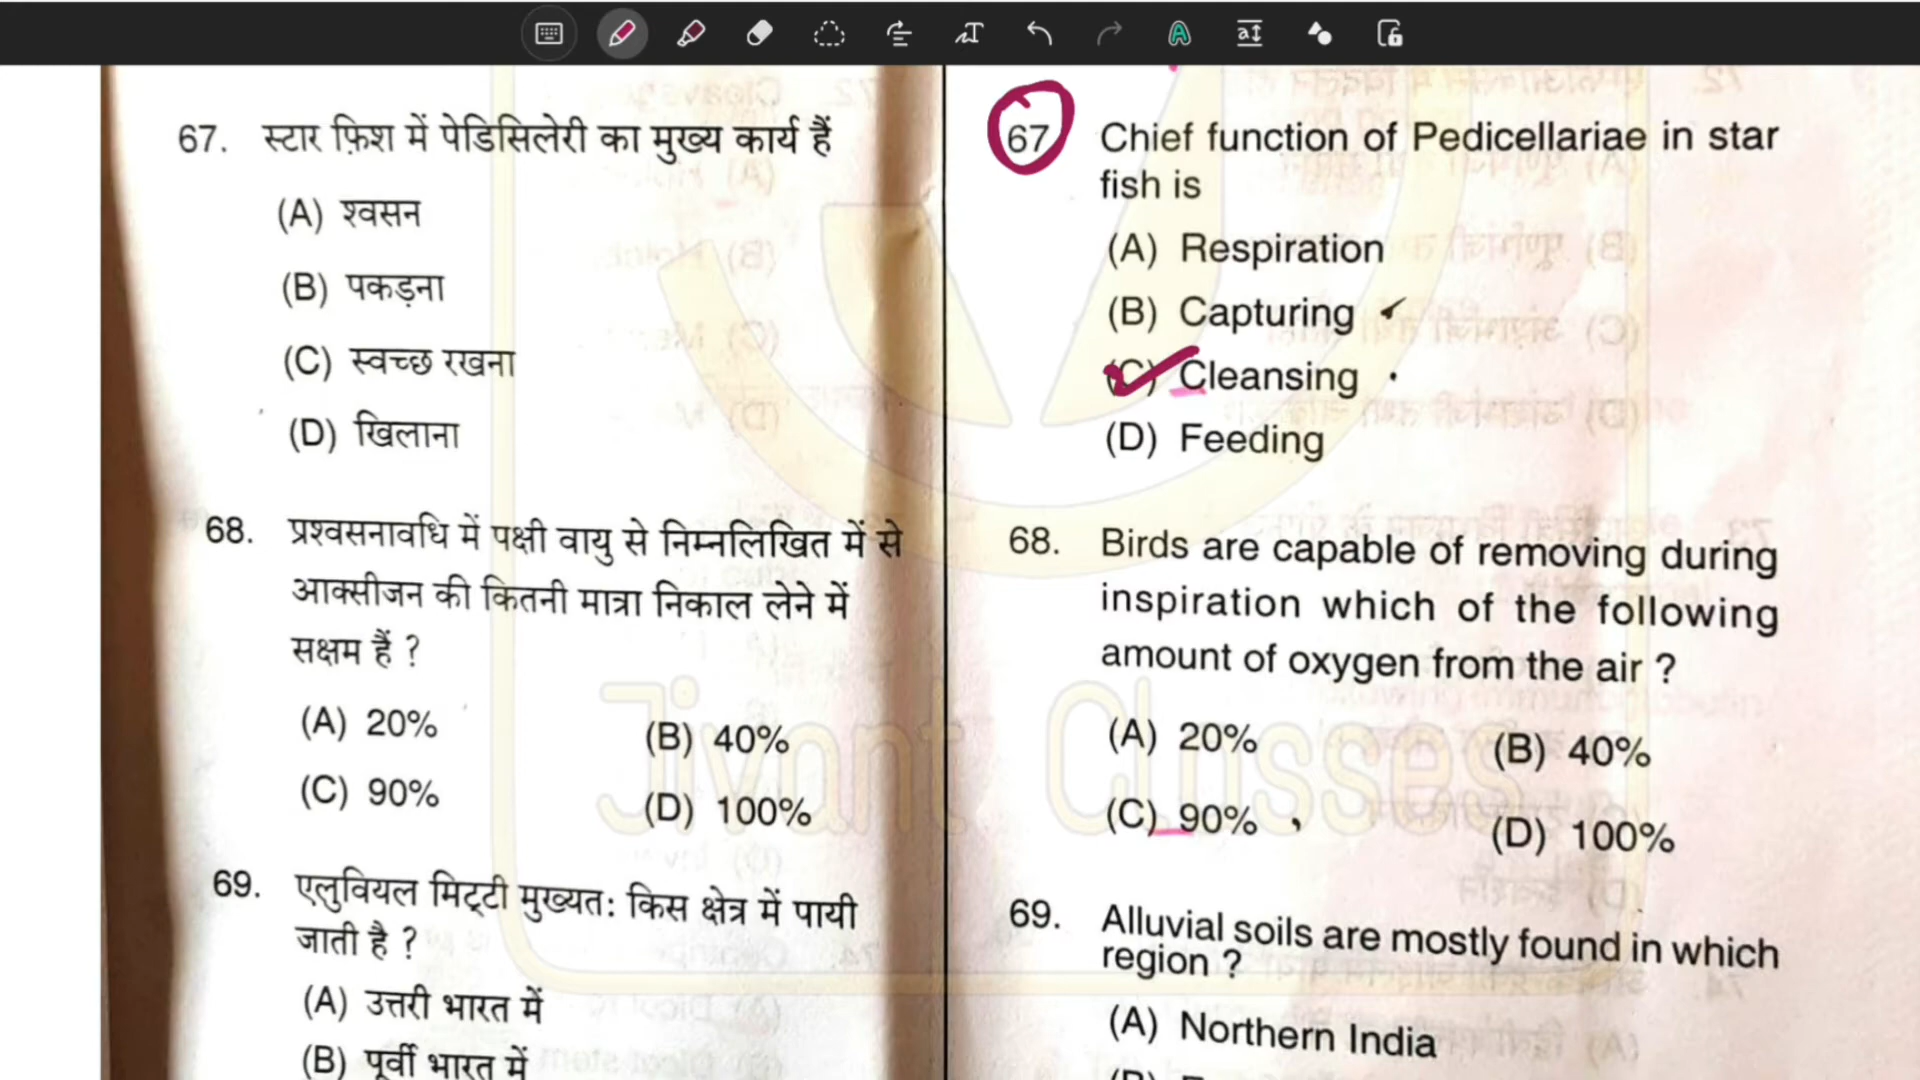 67. स्टार फ़िश में पेडिसिलेरी का मुख्य कार्य हैं
(A) श्वसन
(B) पकड़ना
(C) स्वच्छ रखना
(D) खिलाना
68. प्रश्वसनावधि में पक्षी वायु से निम्नलिखित में से
आक्सीजन की कितनी मात्रा निकाल लेने में
सक्षम हैं ?
(A) 20% (B) 40%
(C) 90% (D) 100%
69. एलुवियल मिट्टी मुख्यतः किस क्षेत्र में पायी
जाती है ?
(A) उत्तरी भारत में
(B) पूर्वी भारत में
67 Chief function of Pedicellariae in star
fish is
(A) Respiration
(B) Capturing
(C) Cleansing
(D) Feeding
68. Birds are capable of removing during
inspiration which of the following
amount of oxygen from the air ?
(A) 20% (B) 40%
(C) 90% (D) 100%
69. Alluvial soils are mostly found in which
region ?
(A) Northern India
Jivant Classes